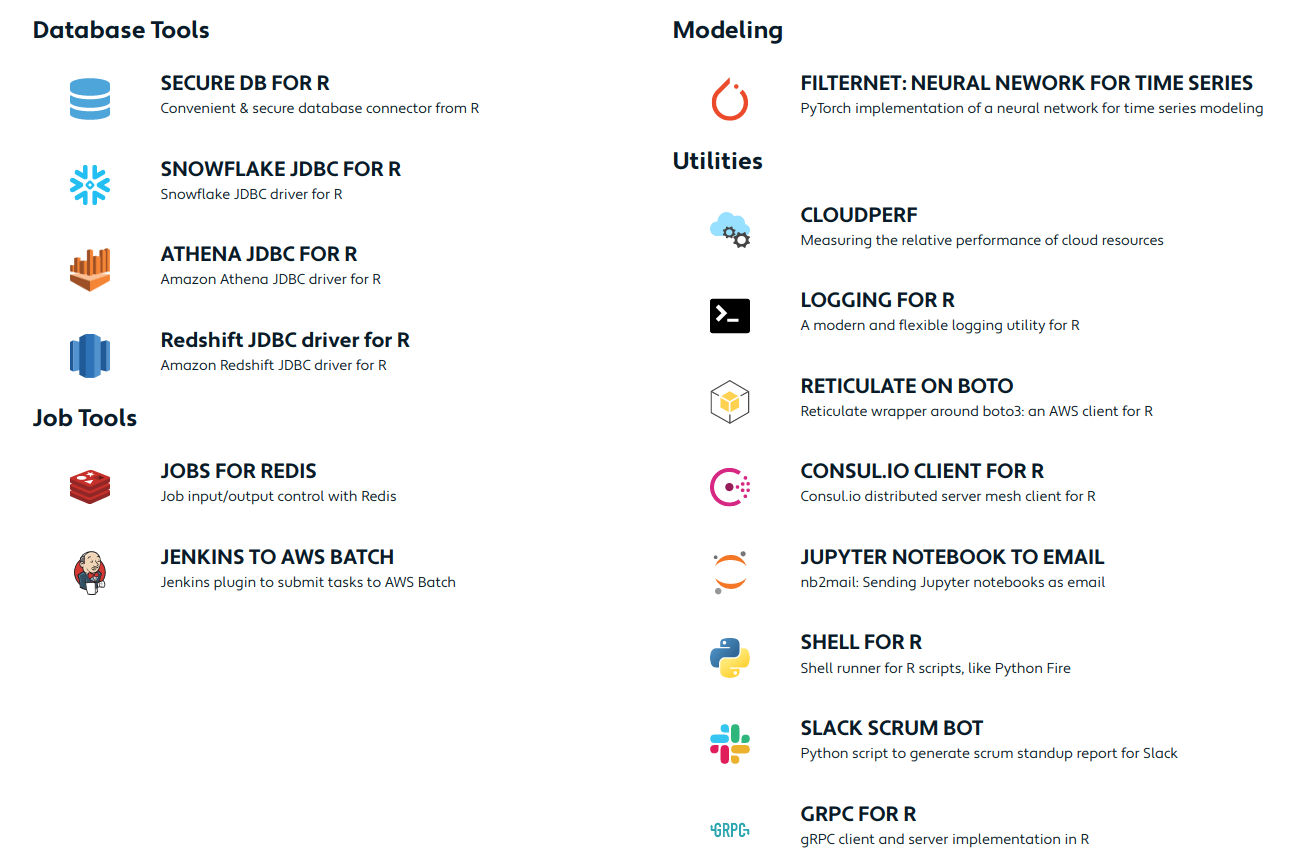 Database Tools
SECURE DB FOR R
Convenient & secure database connector from R
SNOWFLAKE JDBC FOR R
Snowflake JDBC driver for R
ATHENA JDBC FOR R
Amazon Athena JDBC driver for R
Redshift JDBC driver for R
Amazon Redshift JDBC driver for R
Job Tools
JOBS FOR REDIS
Job input/output control with Redis
JENKINS TO AWS BATCH
Jenkins plugin to submit tasks to AWS Batch
Modeling
FILTERNET: NEURAL NEWORK FOR TIME SERIES
PyTorch implementation of a neural network for time series modeling
Utilities
CLOUDPERF
Measuring the relative performance of cloud resources
LOGGING FOR R
A modern and flexible logging utility for R
RETICULATE ON BOTO
Reticulate wrapper around boto3: an AWS client for R
CONSUL.IO CLIENT FOR R
Consul.io distributed server mesh client for R
JUPYTER NOTEBOOK TO EMAIL
nb2mail: Sending Jupyter notebooks as email
SHELL FOR R
Shell runner for R scripts, like Python Fire
SLACK SCRUM BOT
Python script to generate scrum standup report for Slack
GRPC
GRPC FOR R
gRPC client and server implementation in R